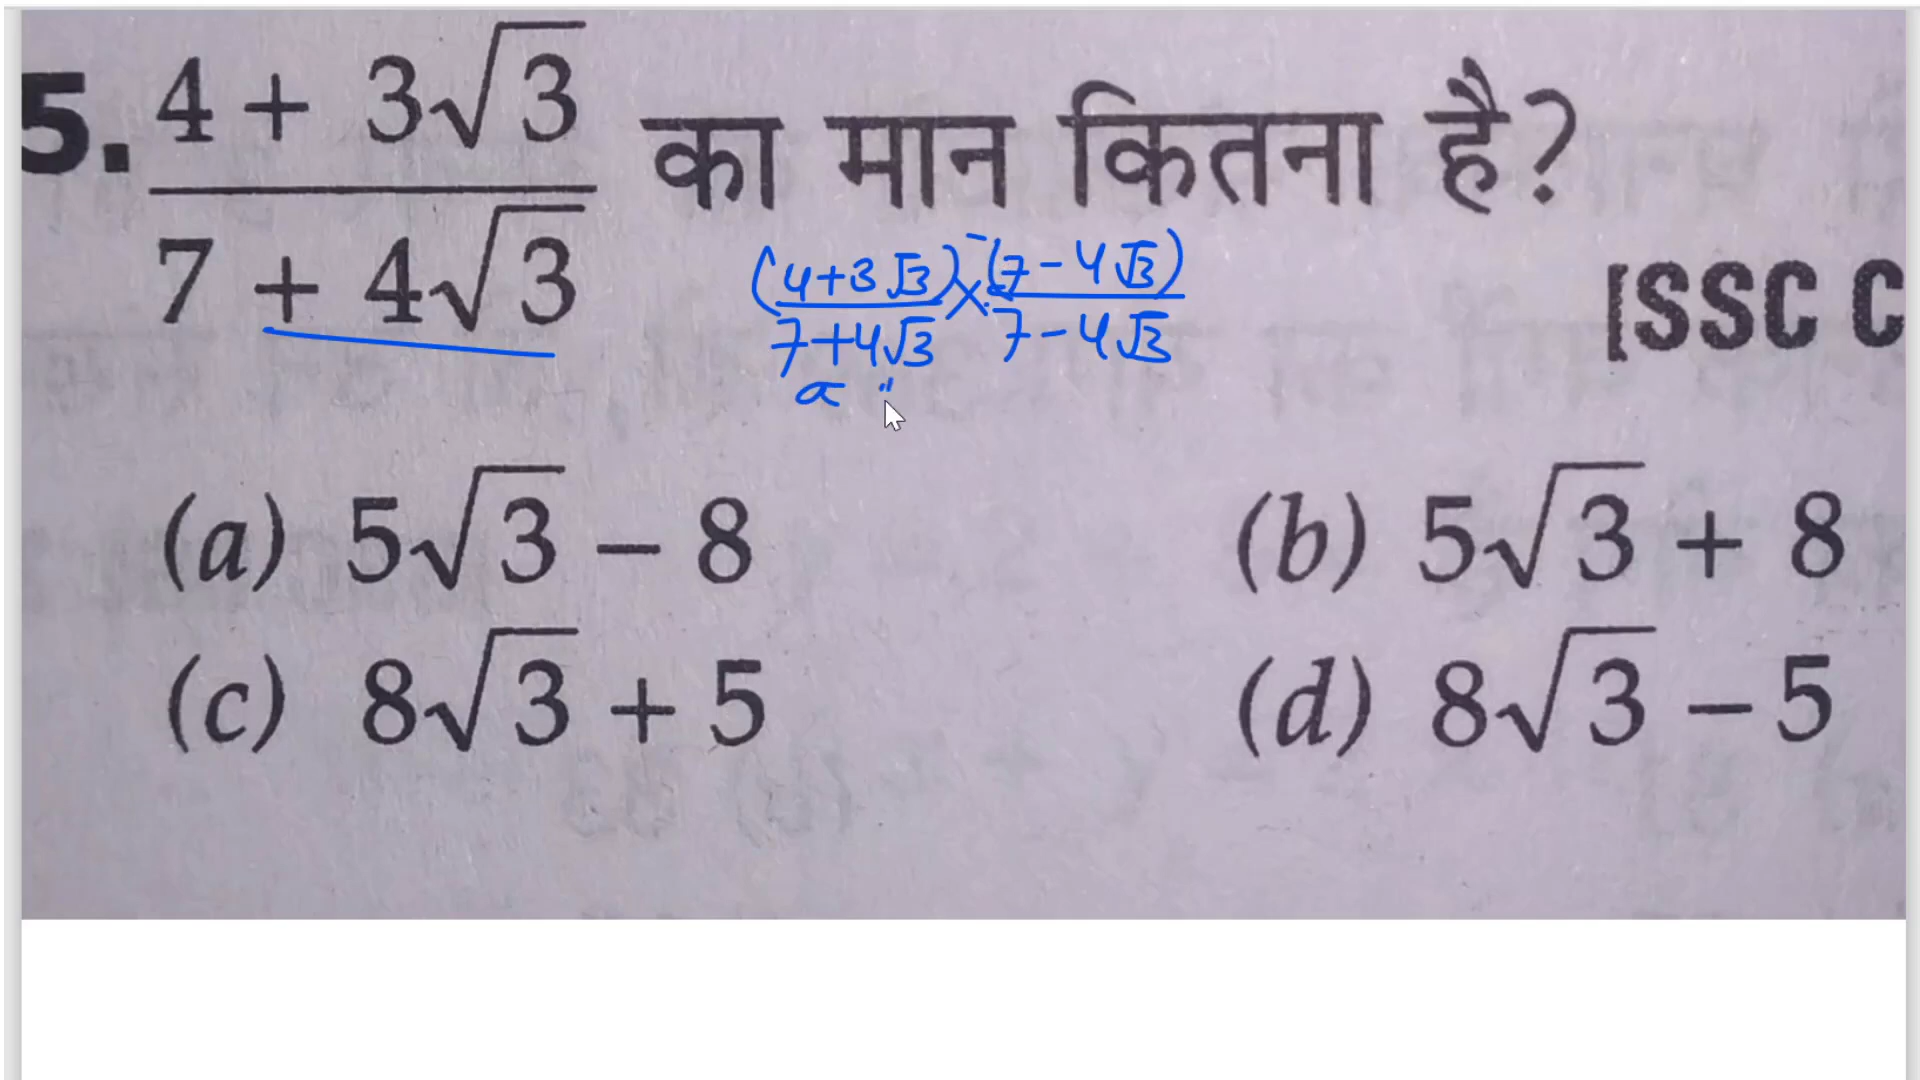 5. 4 + 3√3 / 7 + 4√3 का मान कितना है?
(4+3√3) / 7+4√3 × (7-4√3) / 7-4√3
a
[SSC C
(a) 5√3 − 8 (b) 5√3 + 8
(c) 8√3 + 5 (d) 8√3 − 5